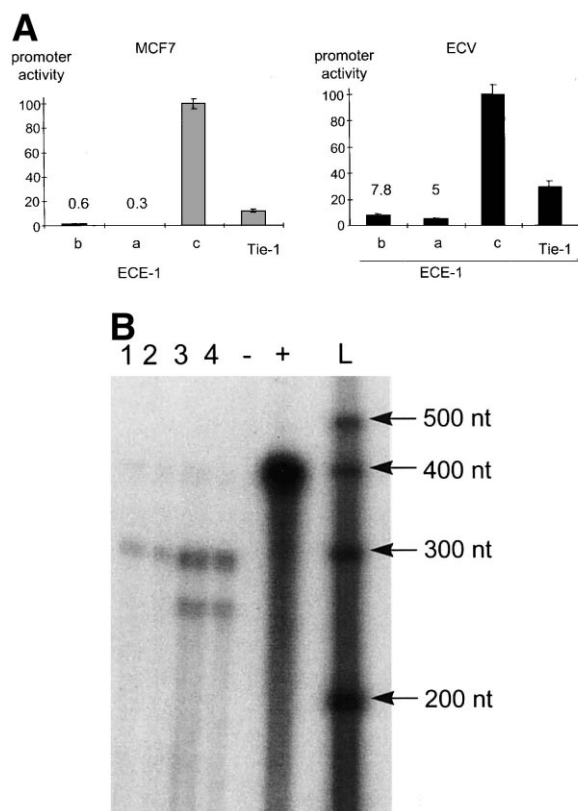 A
MCF7
promoter
activity
100
80
60
40
20
0
0.6
0.3
b a c Tie-1
ECE-1
ECV
promoter
activity
100
80
60
40
20
0
7.8
5
b a c Tie-1
ECE-1
B
1 2 3 4 - + L
500 nt
400 nt
300 nt
200 nt